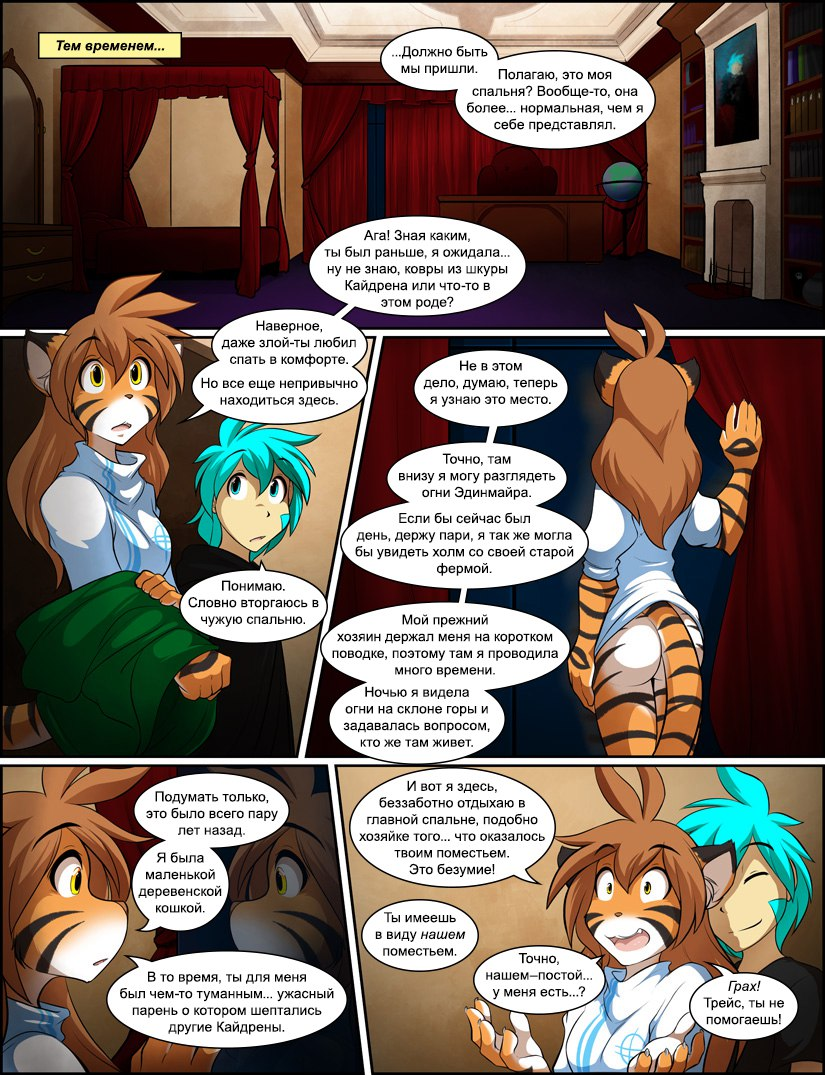 Тем временем...
...Должно быть
мы пришли.
Полагаю, это моя
спальня? Вообще-то, она
более... нормальная, чем я
себе представлял.
Ага! Зная каким,
ты был раньше, я ожидала...
ну не знаю, ковры из шкуры
Кайдрена или что-то в
этом роде?
Наверное,
даже злой-ты любил
спать в комфорте.
Но все еще непривычно
находиться здесь.
Понимаю.
Словно вторгаюсь в
чужую спальню.
Не в этом
дело, думаю, теперь
я узнаю это место.
Точно, там
внизу я могу разглядеть
огни Эдинмайра.
Если бы сейчас был
день, держу пари, я так же могла
бы увидеть холм со своей старой
фермой.
Мой прежний
хозяин держал меня на коротком
поводке, поэтому там я проводила
много времени.
Ночью я видела
огни на склоне горы и
задавалась вопросом,
кто же там живет.
Подумать только,
это было всего пару
лет назад.
Я была
маленькой
деревенской
кошкой.
В то время, ты для меня
был чем-то туманным... ужасный
парень о котором шептались
другие Кайдрены.
И вот я здесь,
беззаботно отдыхаю в
главной спальне, подобно
хозяйке того... что оказалось
твоим поместьем.
Это безумие!
Ты имеешь
в виду нашем
поместьем.
Точно,
нашем–постой...
у меня есть...?
Грах!
Трейс, ты не
помогаешь!